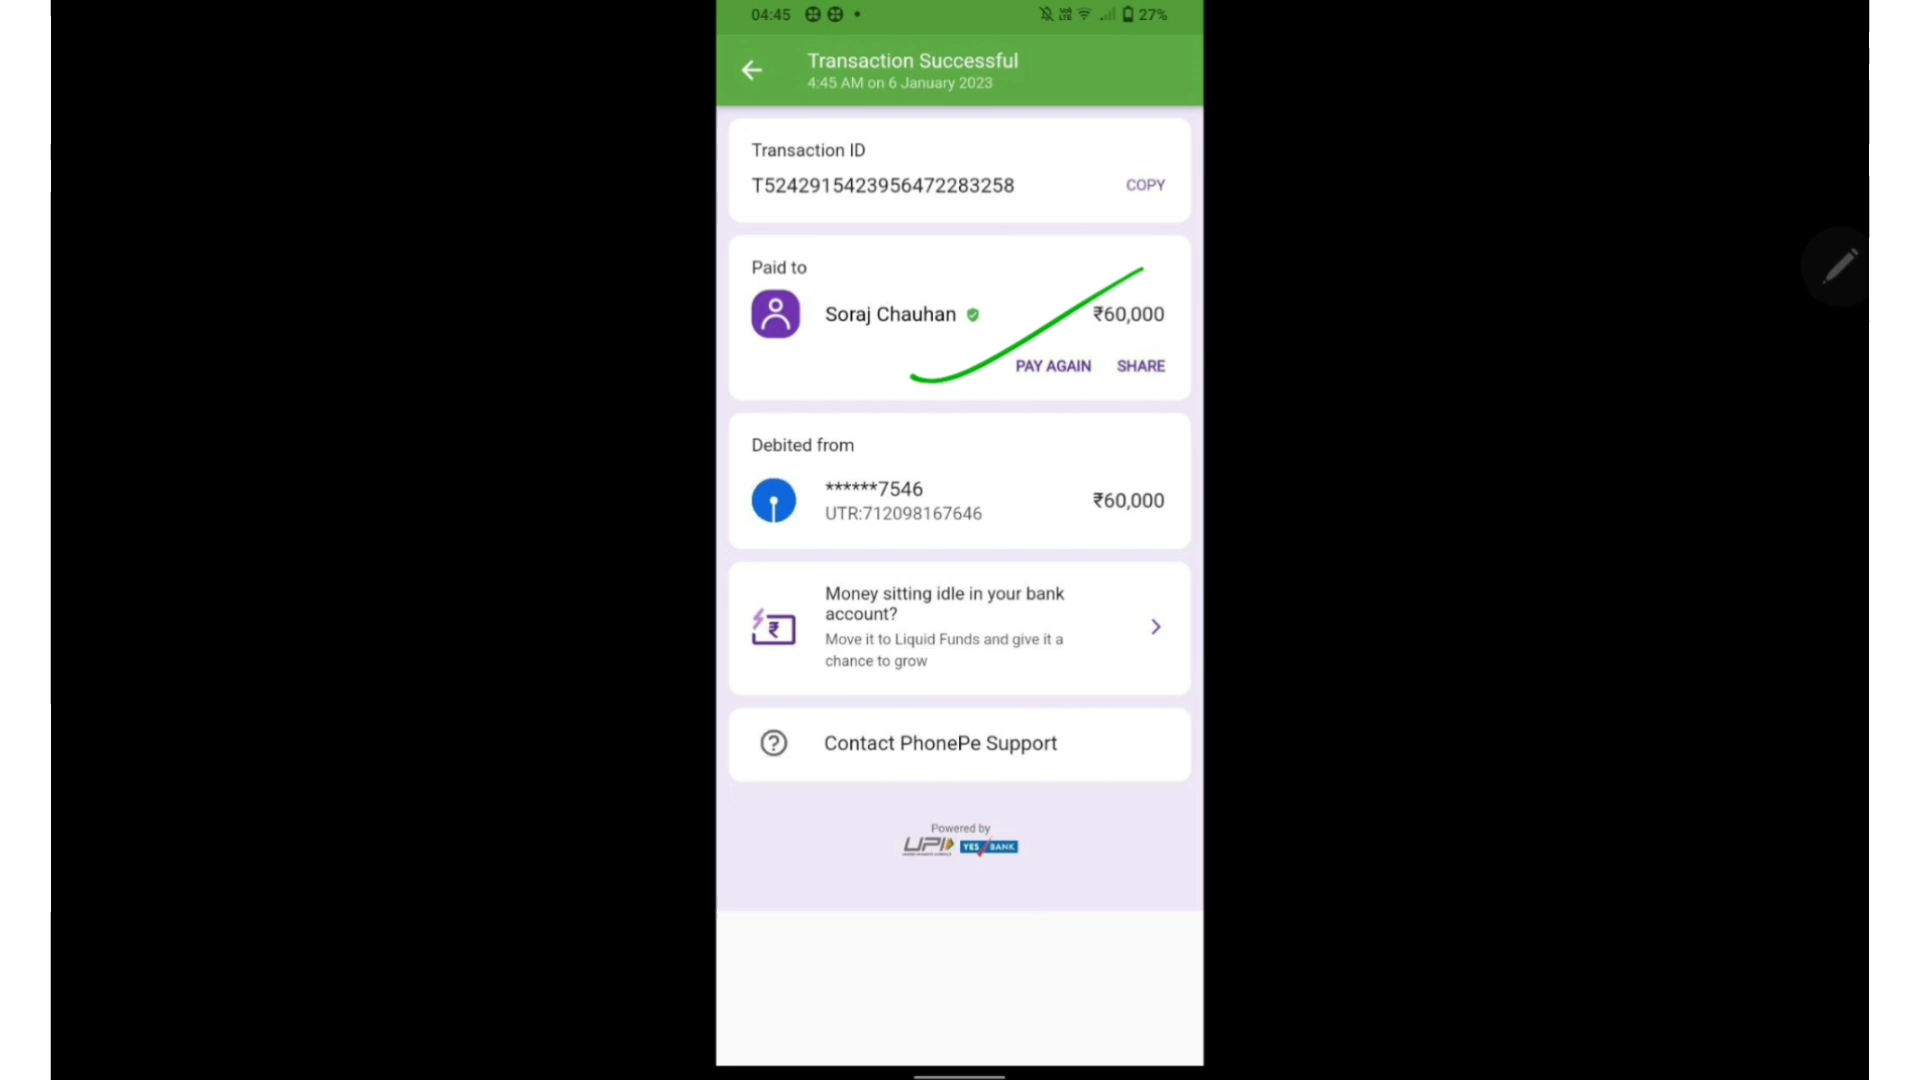 04:45 27%
Transaction Successful
4:45 AM on 6 January 2023
Transaction ID
T5242915423956472283258 COPY
Paid to
Soraj Chauhan ₹60,000
PAY AGAIN SHARE
Debited from
******7546 ₹60,000
UTR:712098167646
Money sitting idle in your bank
account?
Move it to Liquid Funds and give it a
chance to grow
Contact PhonePe Support
Powered by
UPI YES BANK